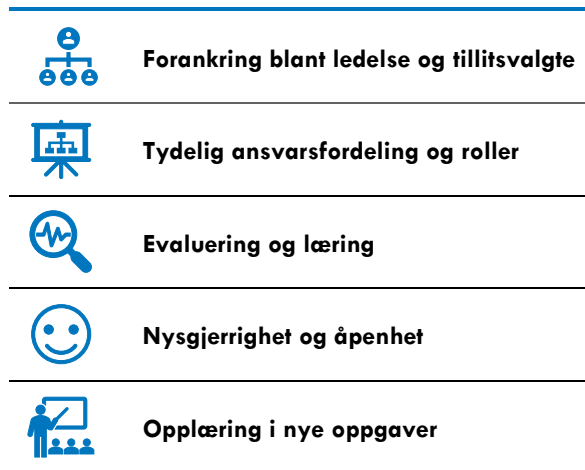 Forankring blant ledelse og tillitsvalgte
Tydelig ansvarsfordeling og roller
Evaluering og læring
Nysgjerrighet og åpenhet
Opplæring i nye oppgaver